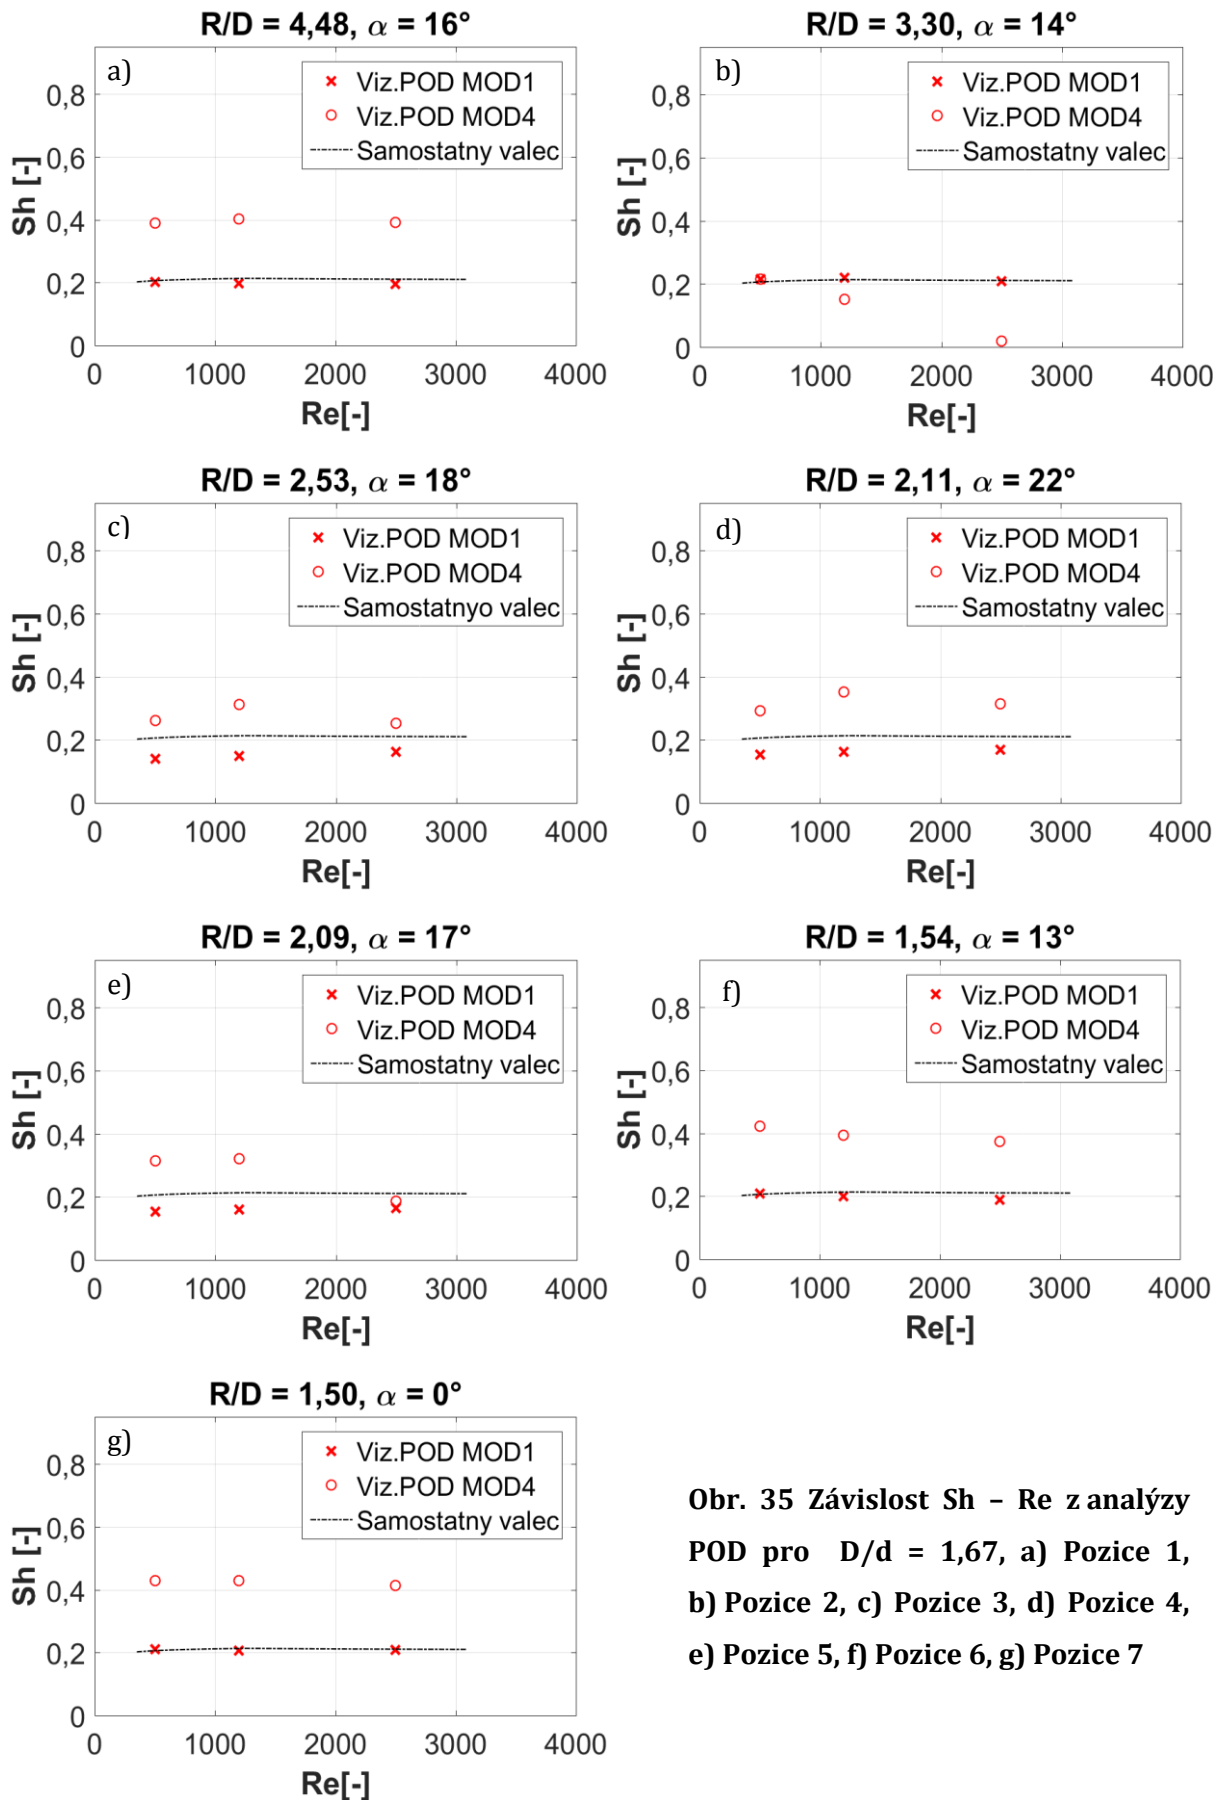 R/D = 4,48, α = 16°
a)
Viz.POD MOD1
Viz.POD MOD4
Samostatny valec
0,8
0,6
0,4
0,2
0
Sh [-]
0 1000 2000 3000 4000
Re[-]
R/D = 3,30, α = 14°
b)
Viz.POD MOD1
Viz.POD MOD4
Samostatny valec
0,8
0,6
0,4
0,2
0
Sh [-]
0 1000 2000 3000 4000
Re[-]
R/D = 2,53, α = 18°
c)
Viz.POD MOD1
Viz.POD MOD4
Samostatnyo valec
0,8
0,6
0,4
0,2
0
Sh [-]
0 1000 2000 3000 4000
Re[-]
R/D = 2,11, α = 22°
d)
Viz.POD MOD1
Viz.POD MOD4
Samostatny valec
0,8
0,6
0,4
0,2
0
Sh [-]
0 1000 2000 3000 4000
Re[-]
R/D = 2,09, α = 17°
e)
Viz.POD MOD1
Viz.POD MOD4
Samostatny valec
0,8
0,6
0,4
0,2
0
Sh [-]
0 1000 2000 3000 4000
Re[-]
R/D = 1,54, α = 13°
f)
Viz.POD MOD1
Viz.POD MOD4
Samostatny valec
0,8
0,6
0,4
0,2
0
Sh [-]
0 1000 2000 3000 4000
Re[-]
R/D = 1,50, α = 0°
g)
Viz.POD MOD1
Viz.POD MOD4
Samostatny valec
0,8
0,6
0,4
0,2
0
Sh [-]
0 1000 2000 3000 4000
Re[-]
Obr. 35 Závislost Sh – Re z analýzy
POD pro D/d = 1,67, a) Pozice 1,
b) Pozice 2, c) Pozice 3, d) Pozice 4,
e) Pozice 5, f) Pozice 6, g) Pozice 7